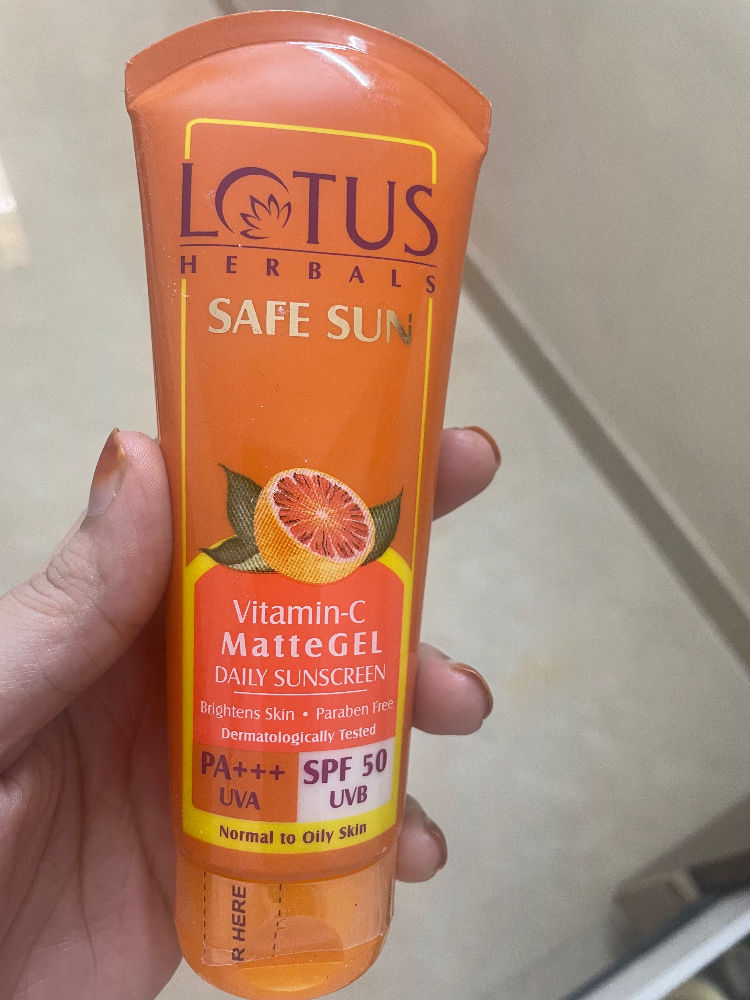 LOTUS
HERBALS
SAFE SUN
Vitamin-C
MatteGEL
DAILY SUNSCREEN
Brightens Skin • Paraben Free
Dermatologically Tested
PA+++ SPF 50
UVA UVB
Normal to Oily Skin
R HERE